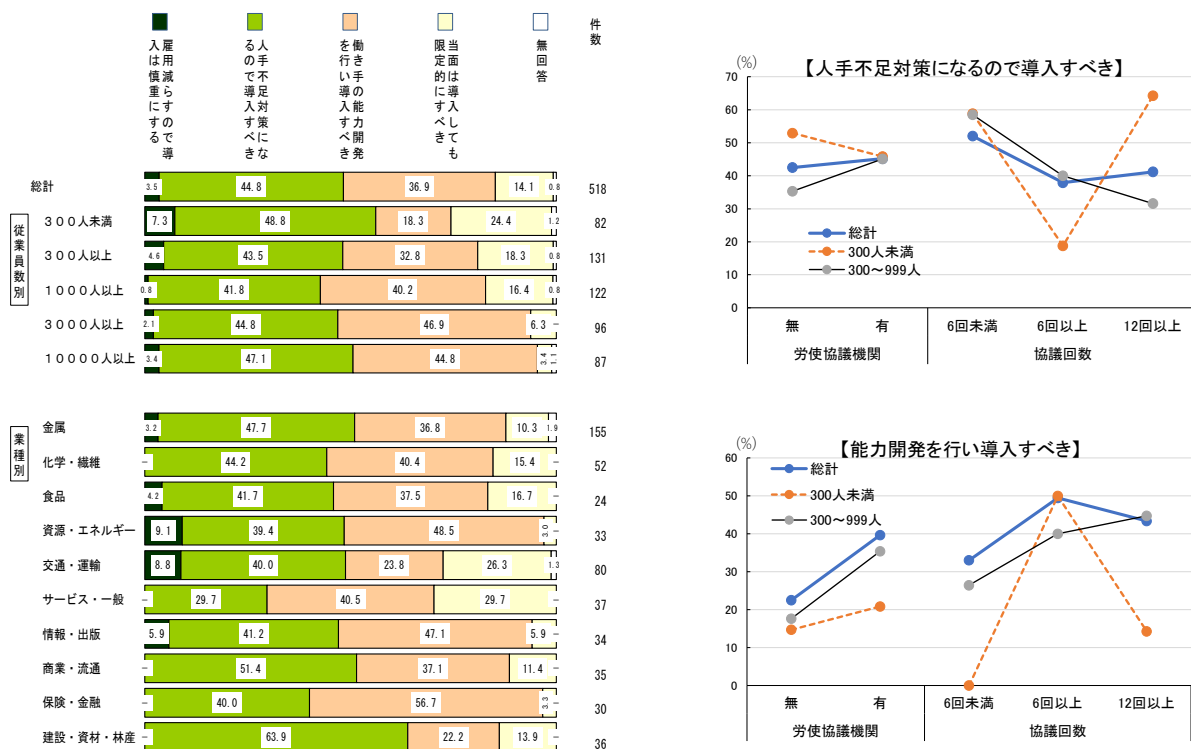 雇用減らすので導
入は慎重にする
人手不足対策にな
るので導入すべき
働き手の能力開発
を行い導入すべき
当面は導入しても
限定的にすべき
無回答
件数
総計 3.5 44.8 36.9 14.1 0.8 518
従業員数別
300人未満 7.3 48.8 18.3 24.4 1.2 82
300人以上 4.6 43.5 32.8 18.3 0.8 131
1000人以上 0.8 41.8 40.2 16.4 0.8 122
3000人以上 2.1 44.8 46.9 6.3 - 96
10000人以上 3.4 47.1 44.8 3.4 1.1 87
業種別
金属 3.2 47.7 36.8 10.3 1.9 155
化学・繊維 - 44.2 40.4 15.4 - 52
食品 4.2 41.7 37.5 16.7 - 24
資源・エネルギー 9.1 39.4 48.5 3.0 - 33
交通・運輸 8.8 40.0 23.8 26.3 1.3 80
サービス・一般 - 29.7 40.5 29.7 - 37
情報・出版 5.9 41.2 47.1 5.9 - 34
商業・流通 - 51.4 37.1 11.4 - 35
保険・金融 - 40.0 56.7 3.3 - 30
建設・資材・林産 - 63.9 22.2 13.9 - 36
(%)
【人手不足対策になるので導入すべき】
70
60
50
40
30
20
10
0
総計
300人未満
300～999人
無 有 6回未満 6回以上 12回以上
労使協議機関 協議回数
(%)
【能力開発を行い導入すべき】
60
50
40
30
20
10
0
総計
300人未満
300～999人
無 有 6回未満 6回以上 12回以上
労使協議機関 協議回数